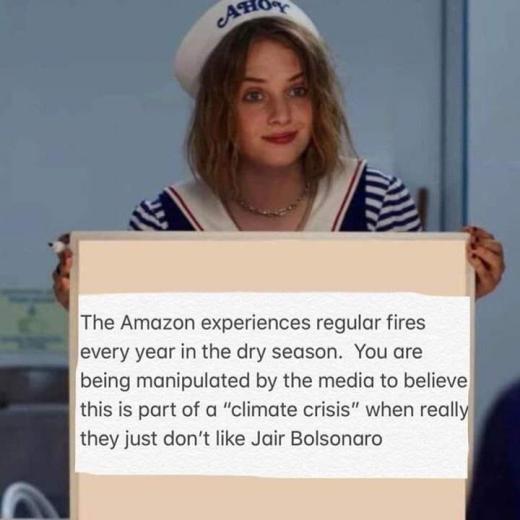 AHOY
The Amazon experiences regular fires
every year in the dry season.  You are
being manipulated by the media to believe
this is part of a “climate crisis” when really
they just don’t like Jair Bolsonaro